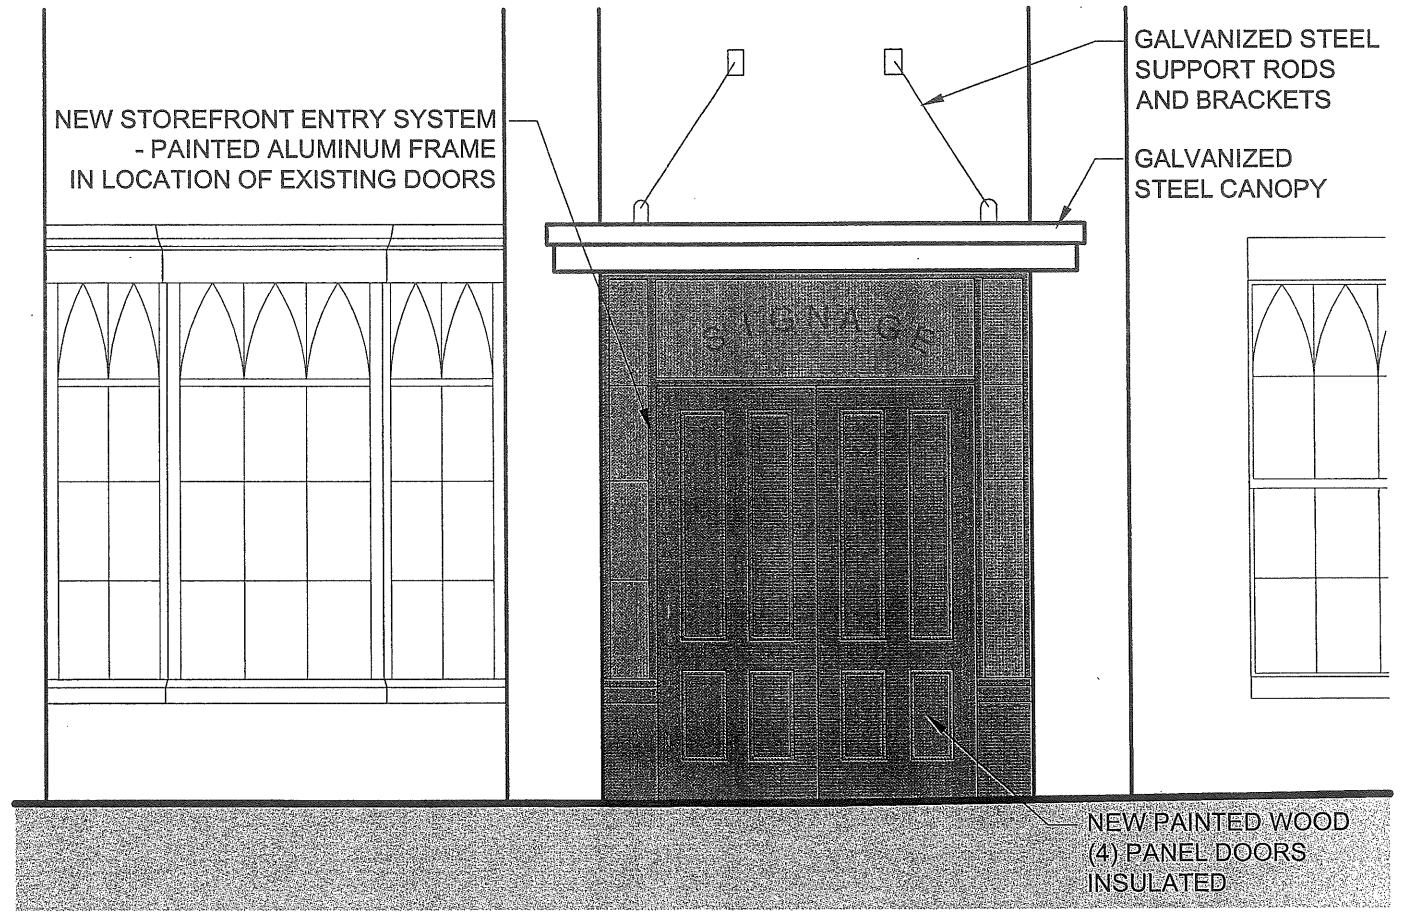 GALVANIZED STEEL
SUPPORT RODS
AND BRACKETS
NEW STOREFRONT ENTRY SYSTEM
- PAINTED ALUMINUM FRAME
IN LOCATION OF EXISTING DOORS
GALVANIZED
STEEL CANOPY
SIGNAGE
NEW PAINTED WOOD
(4) PANEL DOORS
INSULATED